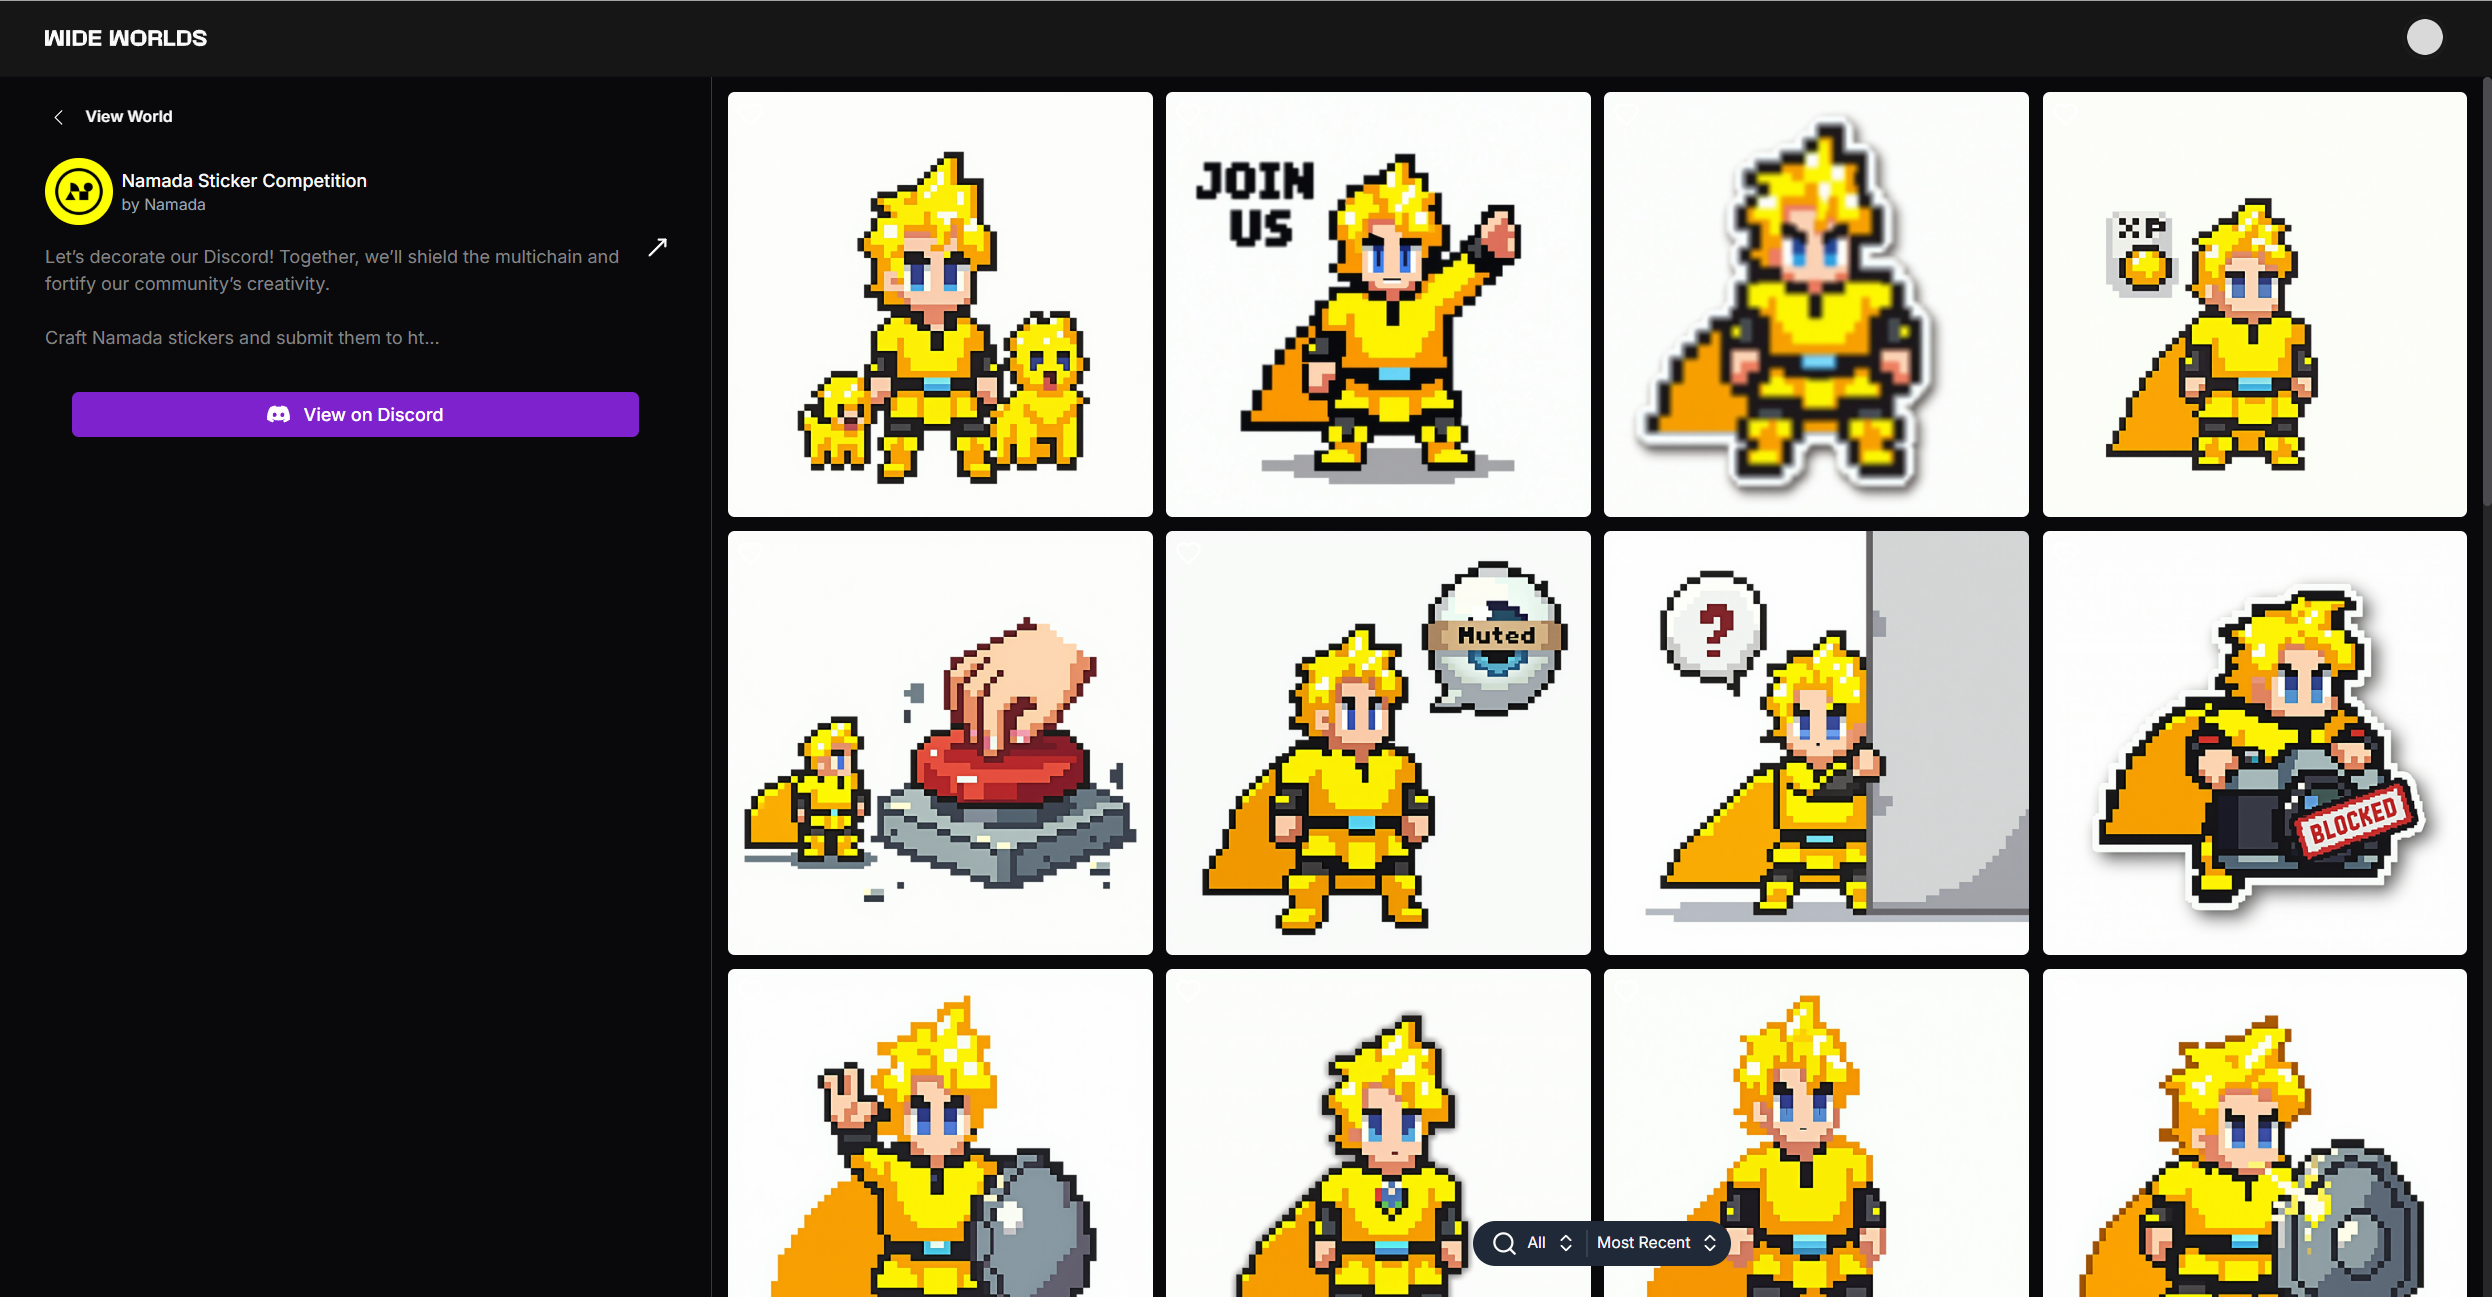 WIDE WORLDS
View World
Namada Sticker Competition
by Namada
Let’s decorate our Discord! Together, we’ll shield the multichain and
fortify our community’s creativity.
Craft Namada stickers and submit them to ht...
View on Discord
JOIN
US
XP
Muted
?
BLOCKED
All
Most Recent